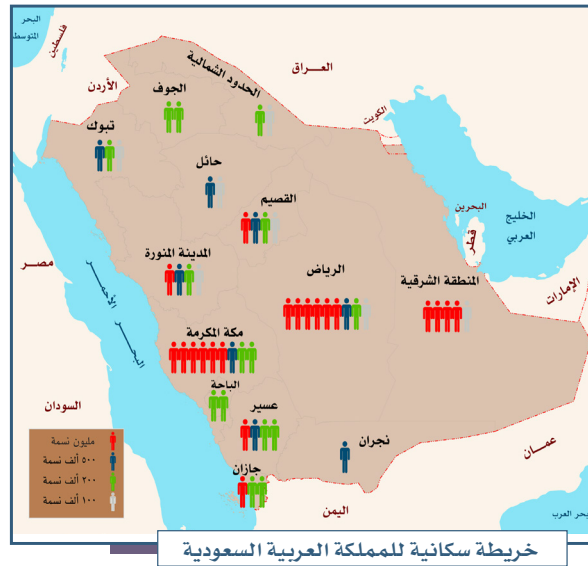 البحر
المتوسط
فلسطين
الأردن
العراق
الكويت
الحدود الشمالية
الجوف
تبوك
حائل
القصيم
البحرين
قطر
الخليج
العربي
مصر
المدينة المنورة
الرياض
المنطقة الشرقية
الإمارات
البحر الأحمر
مكة المكرمة
الباحة
عسير
السودان
نجران
عمان
جازان
اليمن
بحر العرب
مليون نسمة
٥٠٠ ألف نسمة
٢٠٠ ألف نسمة
١٠٠ ألف نسمة
خريطة سكانية للمملكة العربية السعودية